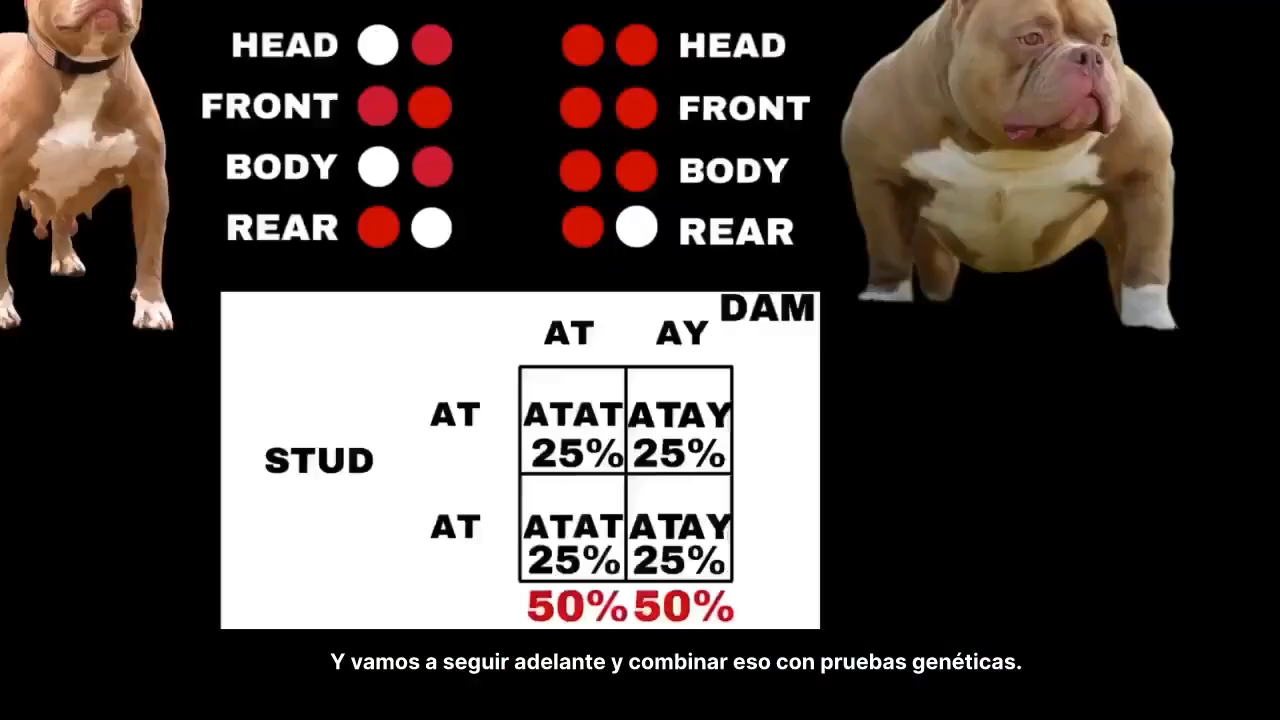 HEAD HEAD
FRONT FRONT
BODY BODY
REAR REAR
DAM
AT AY
AT ATAT ATAY
25% 25%
STUD
AT ATAT ATAY
25% 25%
50% 50%
Y vamos a seguir adelante y combinar eso con pruebas genéticas.